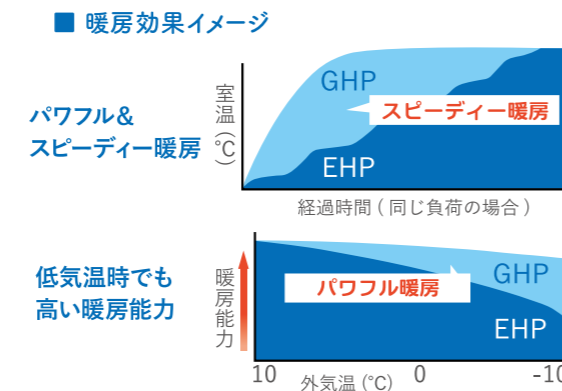 ■ 暖房効果イメージ
パワフル&
スピーディー暖房
室温(℃)
GHP
スピーディー暖房
EHP
経過時間 ( 同じ負荷の場合 )
低気温時でも
高い暖房能力
暖房能力
パワフル暖房
GHP
EHP
10 0 -10
外気温 (℃)